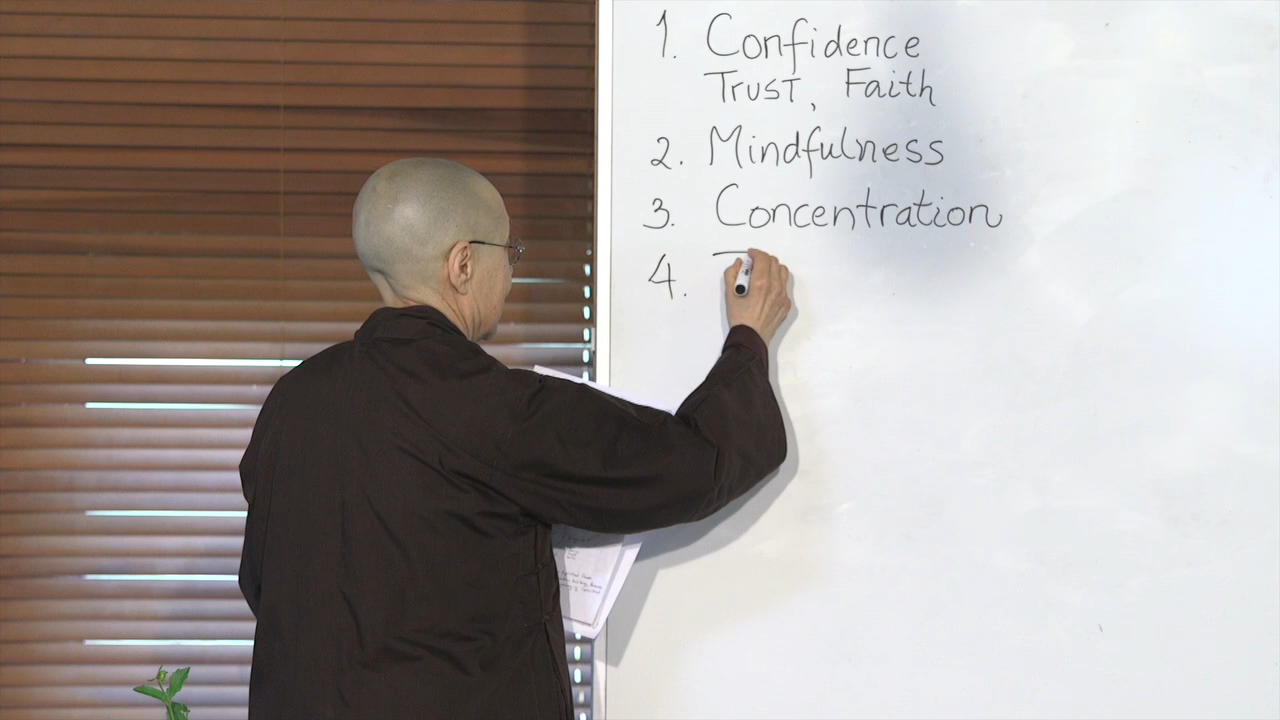 1. Confidence
Trust, Faith
2. Mindfulness
3. Concentration
4.